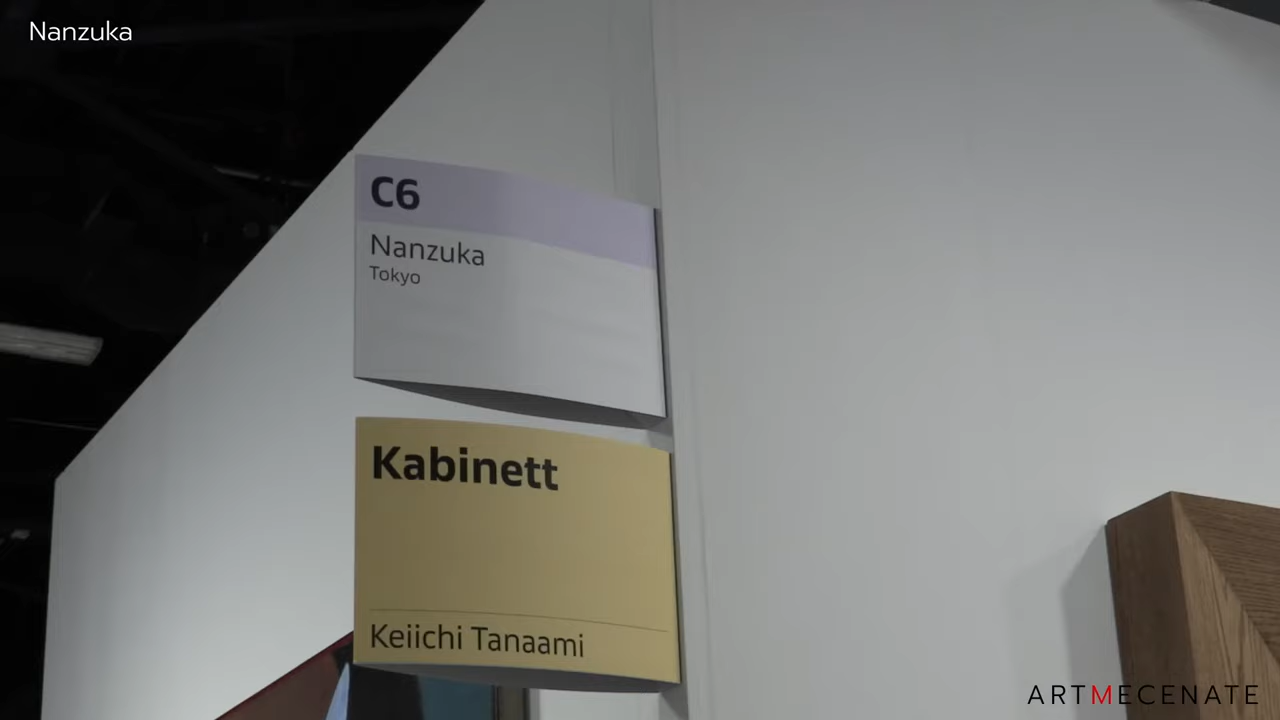 Nanzuka
C6
Nanzuka
Tokyo
Kabinett
Keiichi Tanaami
ARTMECENATE